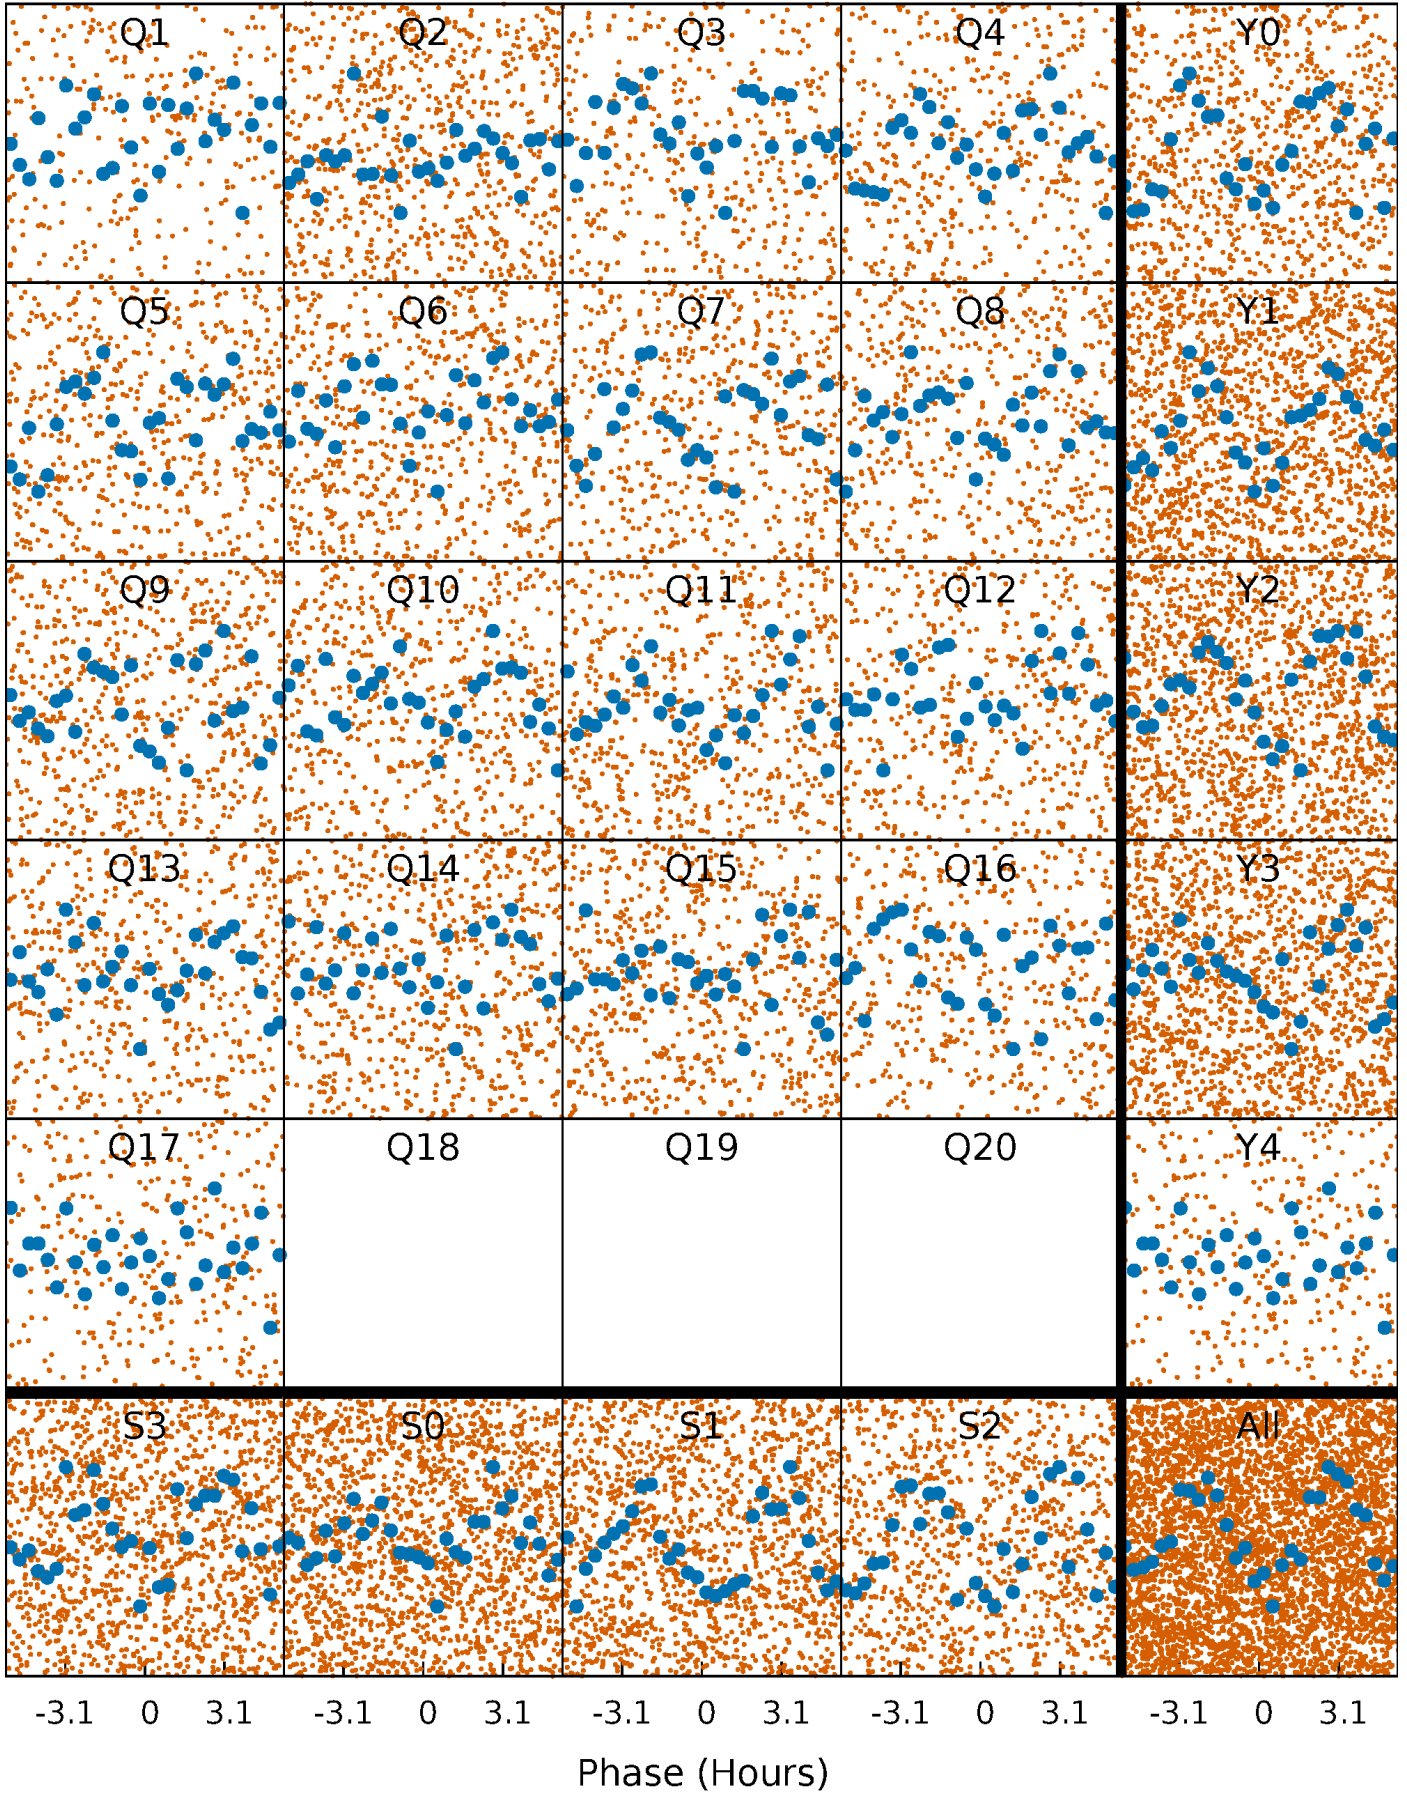 Q1 Q2 Q3 Q4 Y0
Q5 Q6 Q7 Q8 Y1
Q9 Q10 Q11 Q12 Y2
Q13 Q14 Q15 Q16 Y3
Q17 Q18 Q19 Q20 Y4
S3 S0 S1 S2 All
-3.1 0 3.1 -3.1 0 3.1 -3.1 0 3.1 -3.1 0 3.1 -3.1 0 3.1
Phase (Hours)